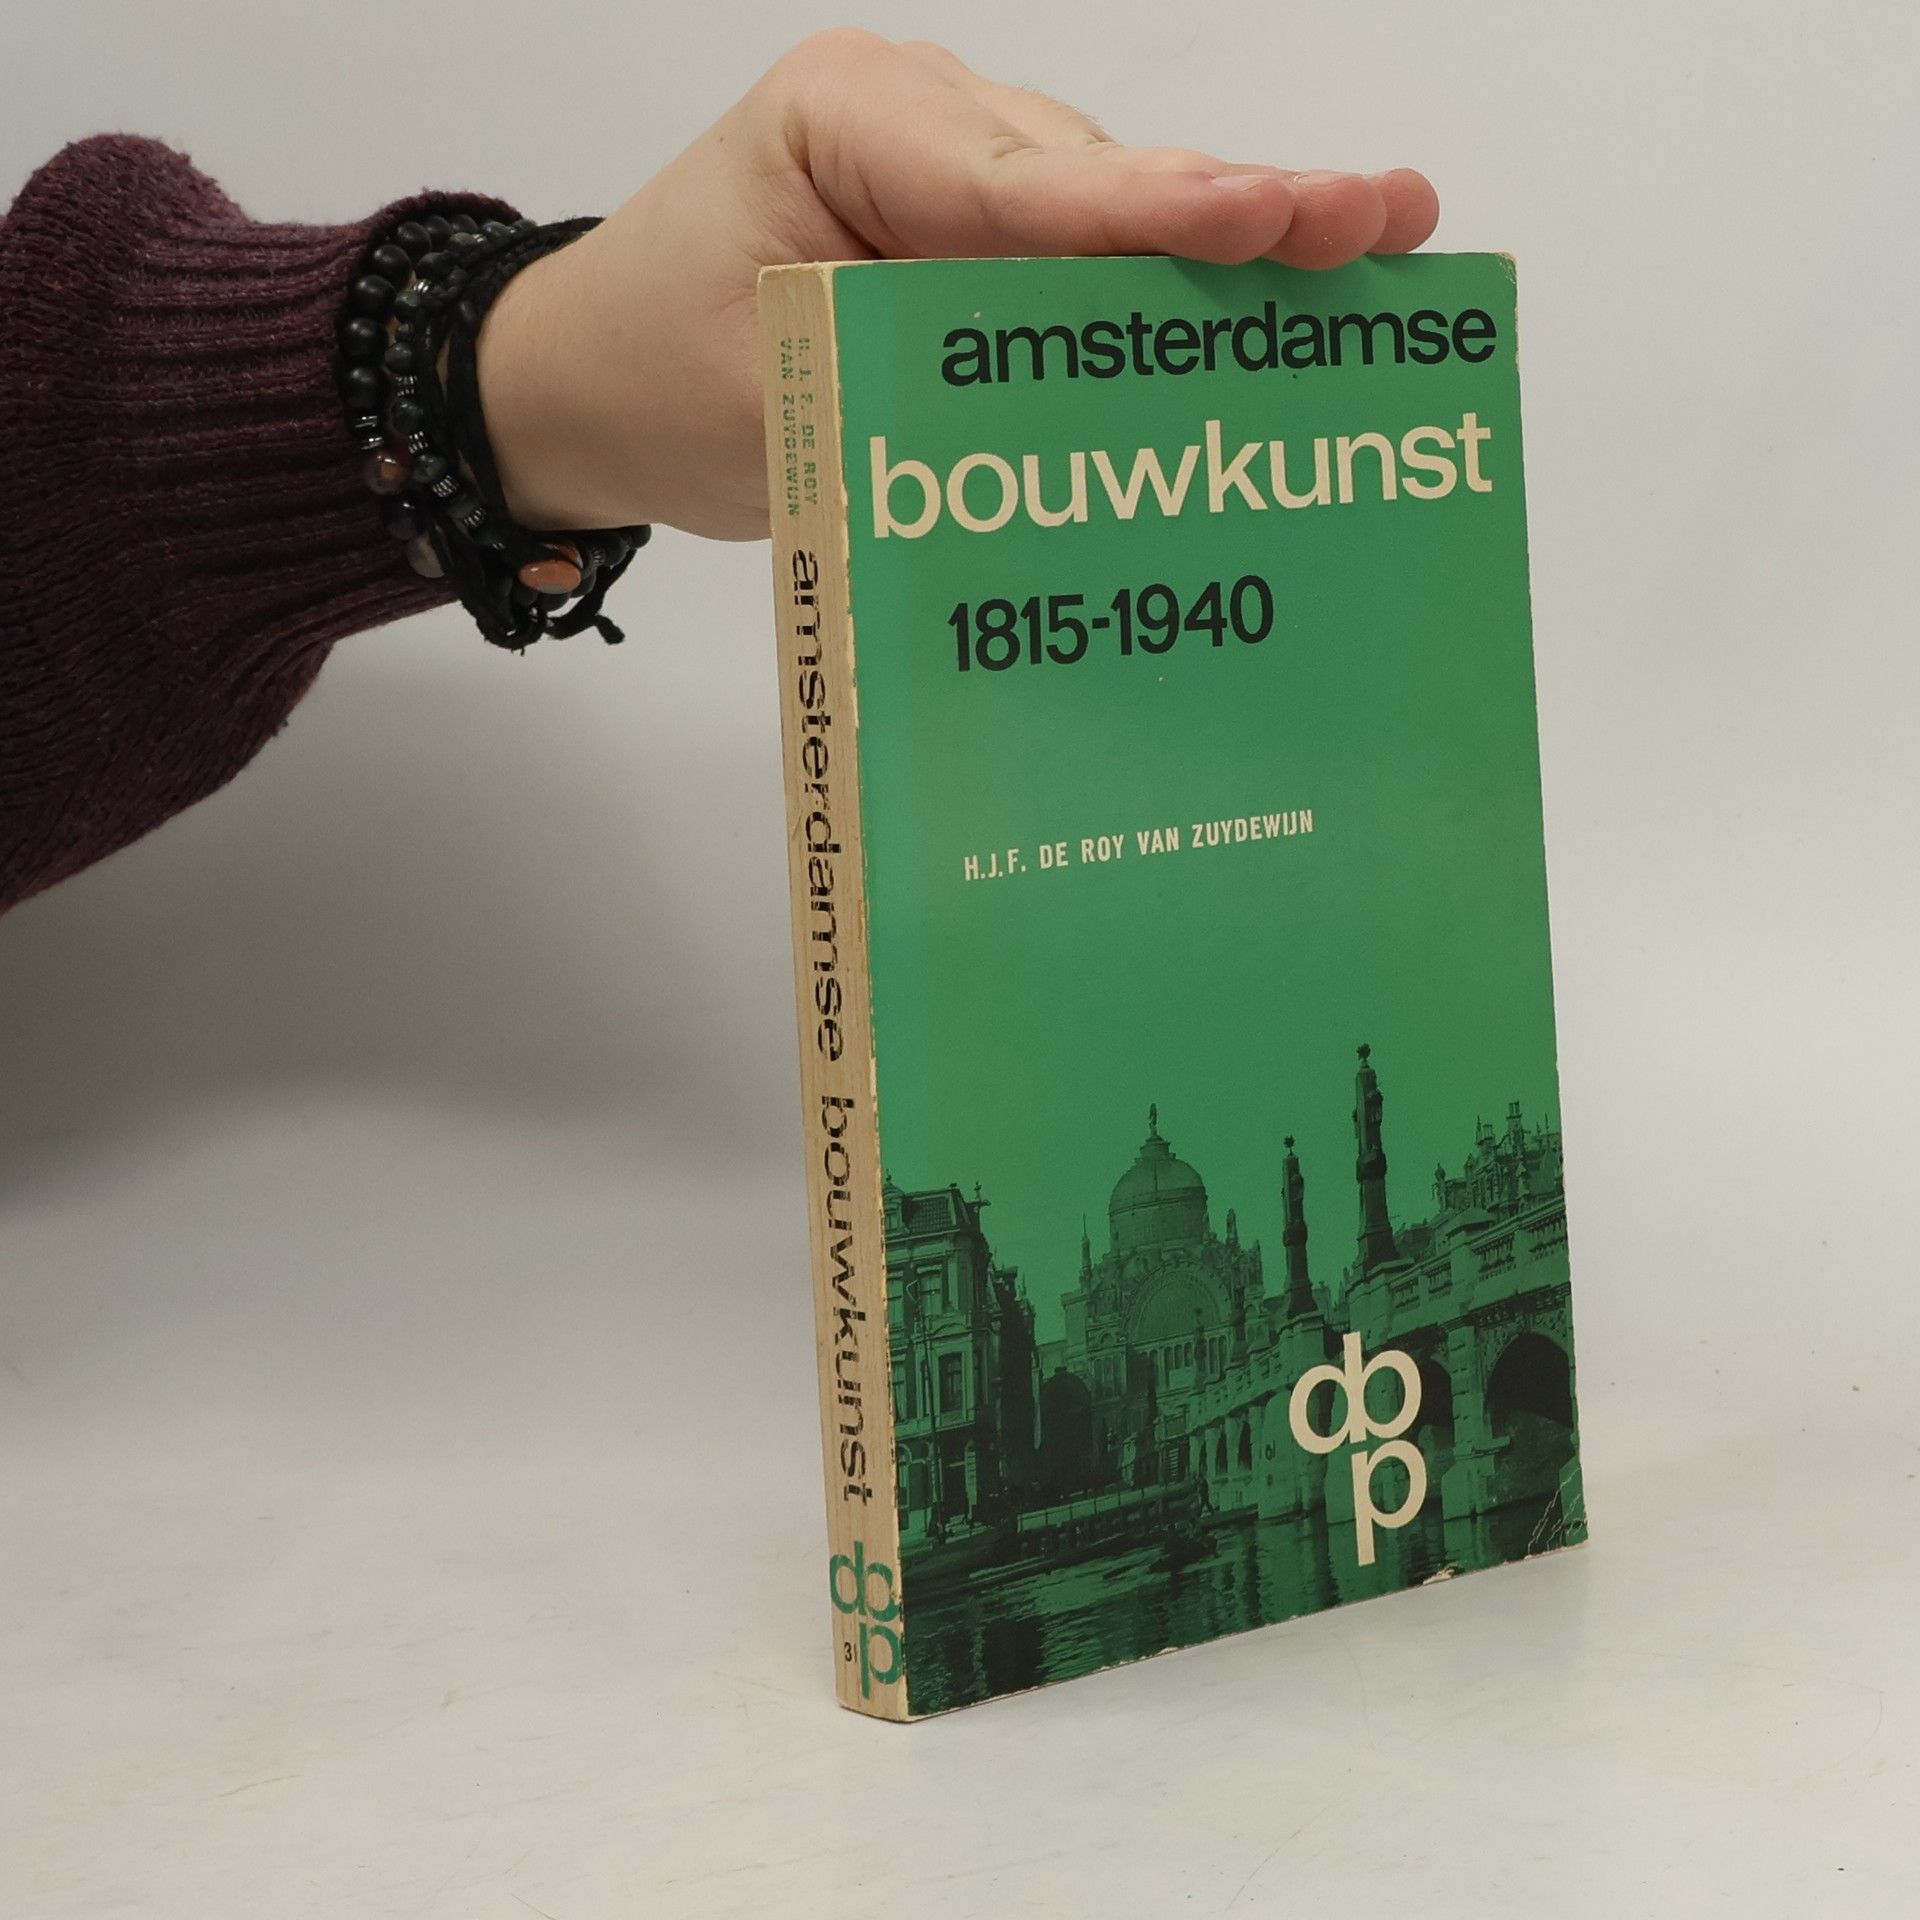 amsterdamse
bouwkunst
1815-1940
H.J.F. DE ROY VAN ZUYDEWIJN
dbp
H. J. F. DE ROY
VAN ZUYDEWIJN
amsterdamse bouwkunst
dbp
31